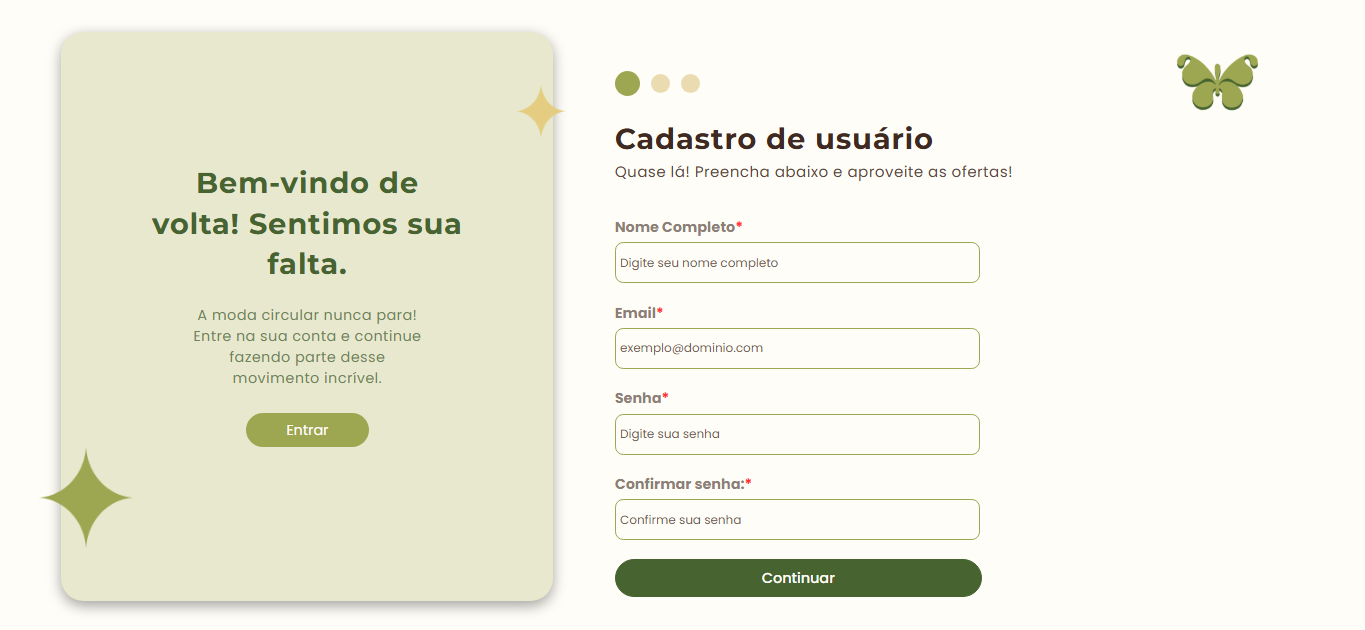 Bem-vindo de
volta! Sentimos sua
falta.
A moda circular nunca para!
Entre na sua conta e continue
fazendo parte desse
movimento incrível.
Entrar
Cadastro de usuário
Quase lá! Preencha abaixo e aproveite as ofertas!
Nome Completo*
Digite seu nome completo
Email*
exemplo@dominio.com
Senha*
Digite sua senha
Confirmar senha:*
Confirme sua senha
Continuar